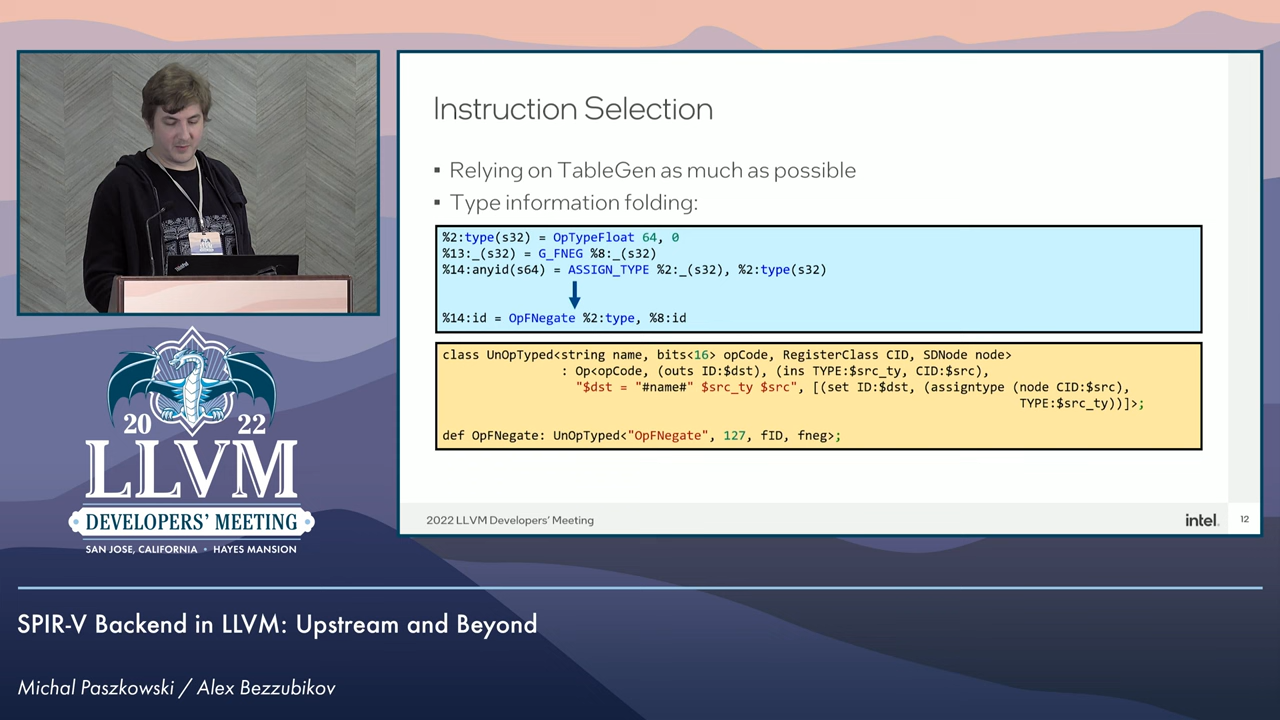 Instruction Selection
▪ Relying on TableGen as much as possible
▪ Type information folding:
%2:type(s32) = OpTypeFloat 64, 0
%13:_(s32) = G_FNEG %8:_(s32)
%14:anyid(s64) = ASSIGN_TYPE %2:_(s32), %2:type(s32)
%14:id = OpFNegate %2:type, %8:id
class UnOpTyped<string name, bits<16> opCode, RegisterClass CID, SDNode node>
: Op<opCode, (outs ID:$dst), (ins TYPE:$src_ty, CID:$src),
"$dst = "#name#" $src_ty $src", [(set ID:$dst, (assigntype (node CID:$src),
TYPE:$src_ty))]>;
def OpFNegate: UnOpTyped<"OpFNegate", 127, fID, fneg>;
2022 LLVM Developers' Meeting
intel.
12
20 22
LLVM
DEVELOPERS' MEETING
SAN JOSE, CALIFORNIA • HAYES MANSION
SPIR-V Backend in LLVM: Upstream and Beyond
Michal Paszkowski / Alex Bezzubikov